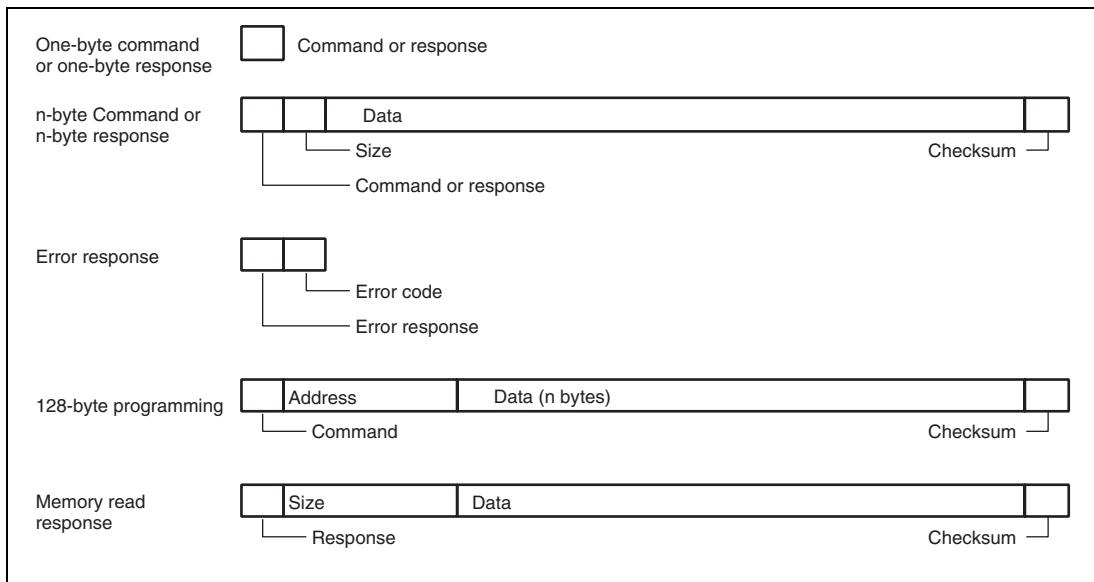 One-byte command
or one-byte response
Command or response
n-byte Command or
n-byte response
Data
Size
Checksum
Command or response
Error response
Error code
Error response
128-byte programming
Address
Data (n bytes)
Command
Checksum
Memory read
response
Size
Data
Response
Checksum